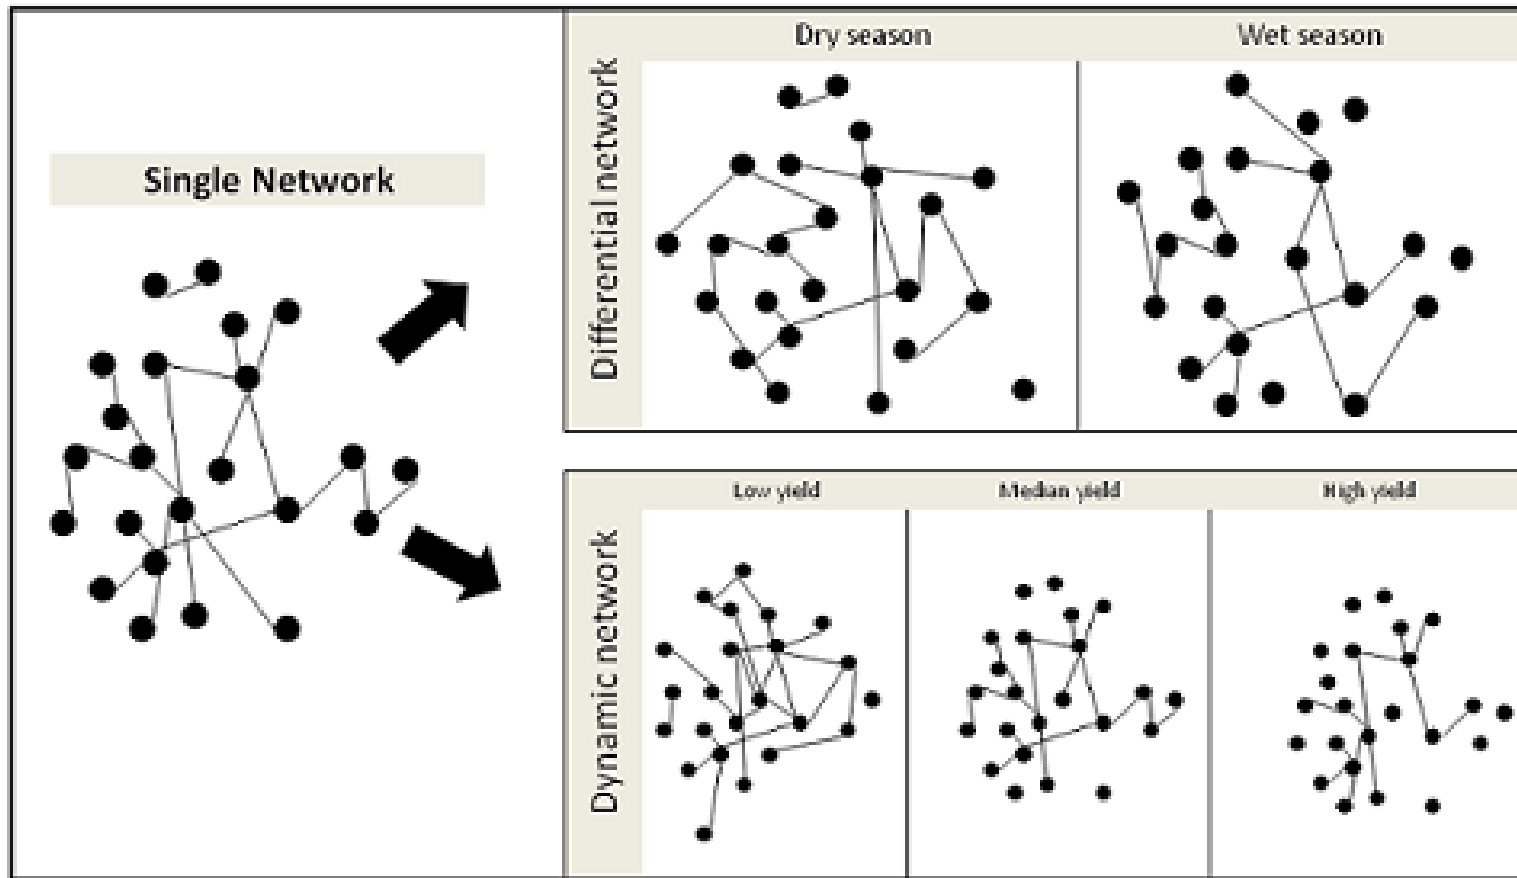 Single Network
Differential network
Dry season
Wet season
Dynamic network
Low yield
Median yield
High yield